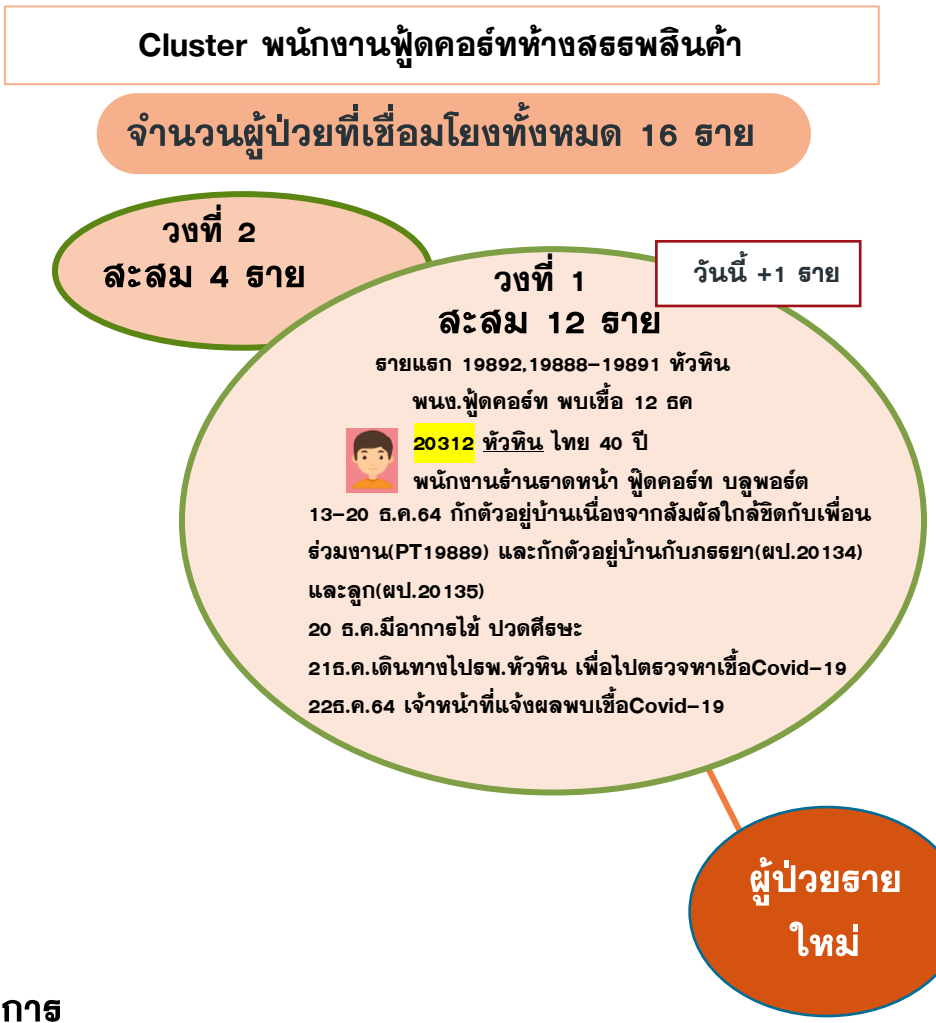 Cluster พนักงานฟู้ดคอร์ทห้างสรรพสินค้า
จำนวนผู้ป่วยที่เชื่อมโยงทั้งหมด 16 ราย
วงที่ 2
สะสม 4 ราย
วันนี้ +1 ราย
วงที่ 1
สะสม 12 ราย
รายแรก 19892,19888-19891 หัวหิน
พนง.ฟู้ดคอร์ท พบเชื้อ 12 ธค
20312 หัวหิน ไทย 40 ปี
พนักงานร้านราดหน้า ฟู๊ดคอร์ท บลูพอร์ต
13-20 ธ.ค.64 กักตัวอยู่บ้านเนื่องจากสัมผัสใกล้ชิดกับเพื่อน
ร่วมงาน(PT19889) และกักตัวอยู่บ้านกับภรรยา(ผป.20134)
และลูก(ผป.20135)
20 ธ.ค.มีอาการไข้ ปวดศีรษะ
21ธ.ค.เดินทางไปรพ.หัวหิน เพื่อไปตรวจหาเชื้อCovid-19
22ธ.ค.64 เจ้าหน้าที่แจ้งผลพบเชื้อCovid-19
ผู้ป่วยราย
ใหม่
การ